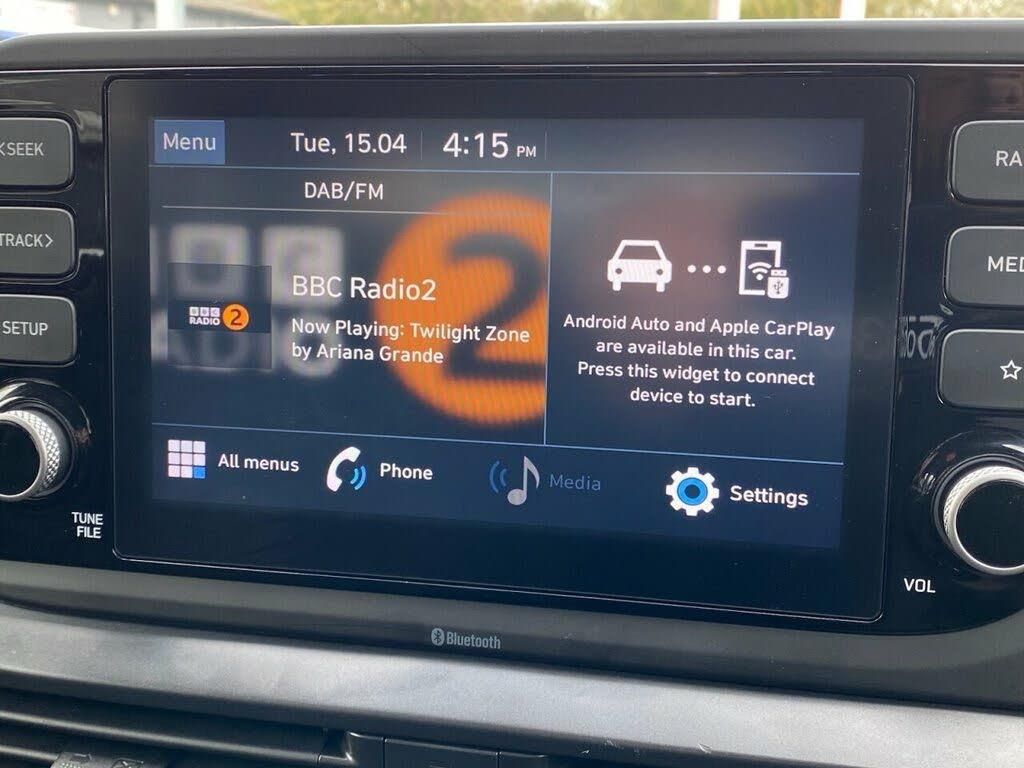 Menu
Tue, 15.04
4:15 PM
DAB/FM
BBC
RADIO 2
2
BBC Radio2
Now Playing: Twilight Zone
by Ariana Grande
Android Auto and Apple CarPlay
are available in this car.
Press this widget to connect
device to start.
All menus
Phone
Media
Settings
<SEEK
TRACK>
SETUP
TUNE
FILE
RA
MED
VOL
Bluetooth